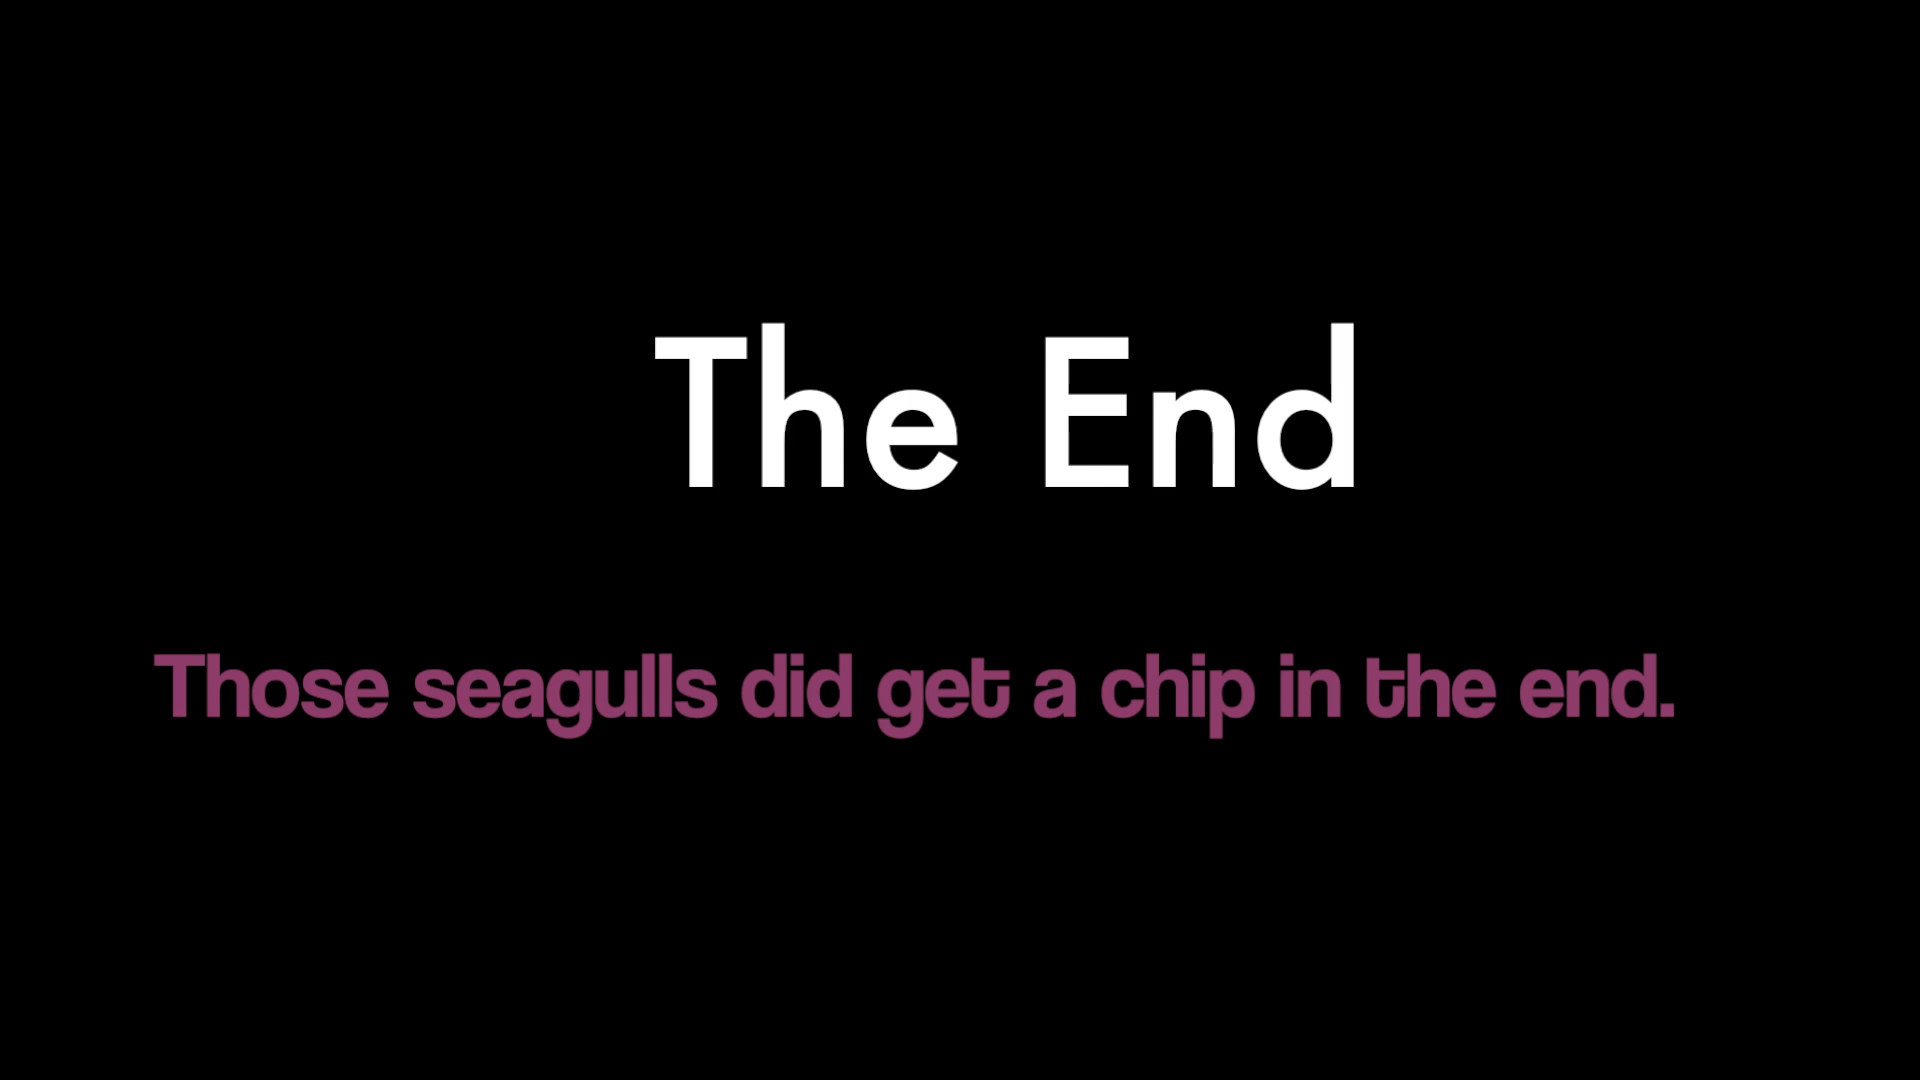 The End
Those seagulls did get a chip in the end.